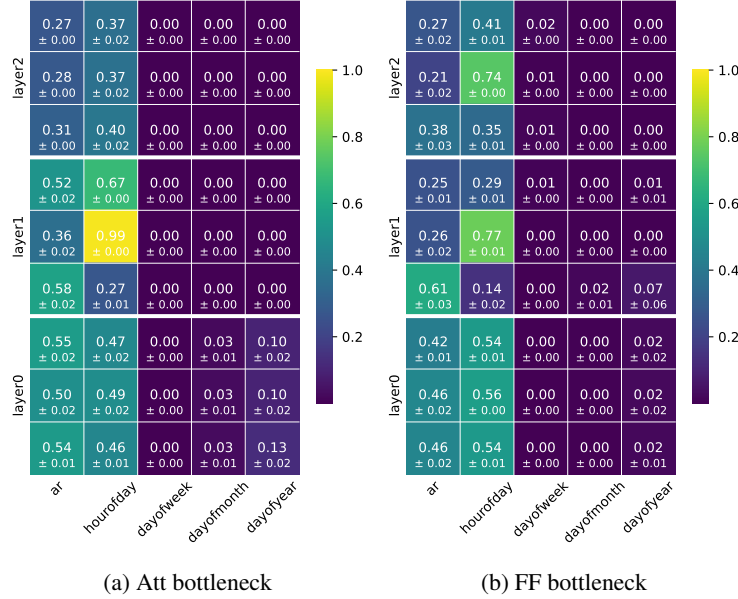 0.27 0.37 0.00 0.00 0.00
± 0.00 ± 0.02 ± 0.00 ± 0.00 ± 0.00
layer2
0.28 0.37 0.00 0.00 0.00
± 0.00 ± 0.02 ± 0.00 ± 0.00 ± 0.00
0.31 0.40 0.00 0.00 0.00
± 0.00 ± 0.02 ± 0.00 ± 0.00 ± 0.00
0.52 0.67 0.00 0.00 0.00
± 0.02 ± 0.00 ± 0.00 ± 0.00 ± 0.00
layer1
0.36 0.99 0.00 0.00 0.00
± 0.02 ± 0.00 ± 0.00 ± 0.00 ± 0.00
0.58 0.27 0.00 0.00 0.00
± 0.02 ± 0.01 ± 0.00 ± 0.00 ± 0.00
0.55 0.47 0.00 0.03 0.10
± 0.02 ± 0.02 ± 0.00 ± 0.01 ± 0.02
layer0
0.50 0.49 0.00 0.03 0.10
± 0.02 ± 0.02 ± 0.00 ± 0.01 ± 0.02
0.54 0.46 0.00 0.03 0.13
± 0.01 ± 0.01 ± 0.00 ± 0.01 ± 0.02
ar hourofday dayofweek dayofmonth dayofyear
1.0
0.8
0.6
0.4
0.2
(a) Att bottleneck
0.27 0.41 0.02 0.00 0.00
± 0.02 ± 0.01 ± 0.00 ± 0.00 ± 0.00
layer2
0.21 0.74 0.01 0.00 0.00
± 0.02 ± 0.00 ± 0.00 ± 0.00 ± 0.00
0.38 0.35 0.01 0.00 0.00
± 0.03 ± 0.01 ± 0.00 ± 0.00 ± 0.00
0.25 0.29 0.01 0.00 0.01
± 0.01 ± 0.01 ± 0.00 ± 0.00 ± 0.01
layer1
0.26 0.77 0.00 0.00 0.00
± 0.02 ± 0.01 ± 0.00 ± 0.00 ± 0.00
0.61 0.14 0.00 0.02 0.07
± 0.03 ± 0.02 ± 0.00 ± 0.01 ± 0.06
0.42 0.54 0.00 0.00 0.02
± 0.01 ± 0.01 ± 0.00 ± 0.00 ± 0.02
layer0
0.46 0.56 0.00 0.00 0.02
± 0.02 ± 0.00 ± 0.00 ± 0.00 ± 0.02
0.46 0.54 0.00 0.00 0.02
± 0.02 ± 0.01 ± 0.00 ± 0.00 ± 0.01
ar hourofday dayofweek dayofmonth dayofyear
1.0
0.8
0.6
0.4
0.2
(b) FF bottleneck